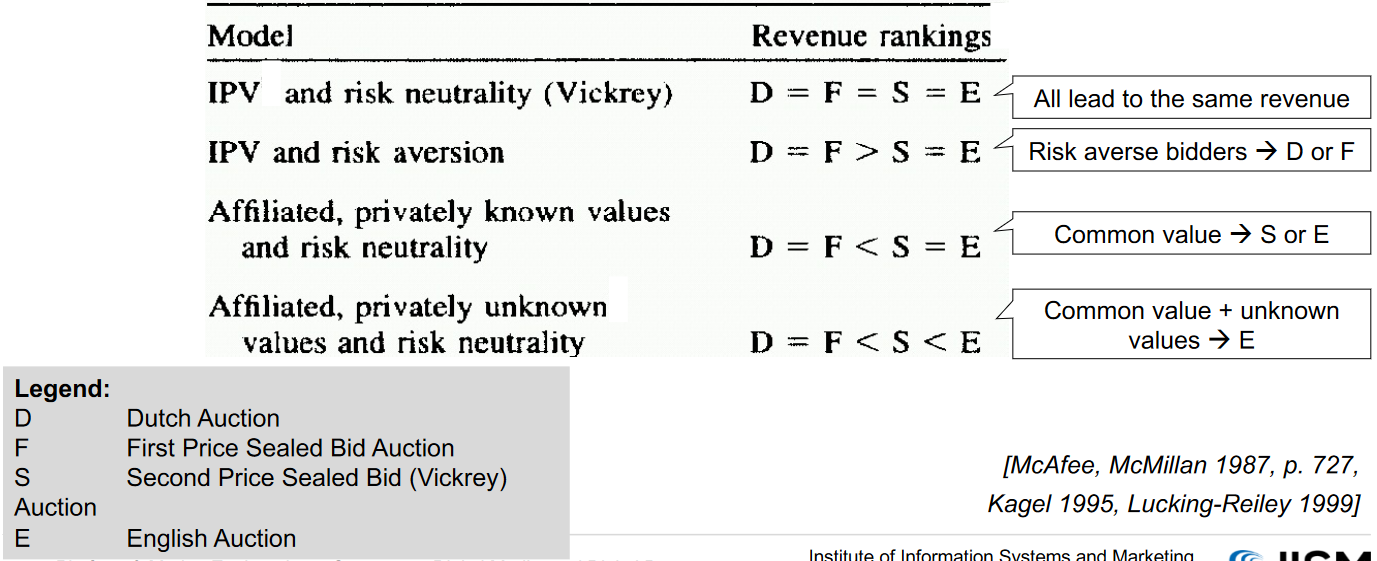 Model Revenue rankings
IPV and risk neutrality (Vickrey) D = F = S = E
All lead to the same revenue
IPV and risk aversion D = F > S = E
Risk averse bidders → D or F
Affiliated, privately known values
and risk neutrality D = F < S = E
Common value → S or E
Affiliated, privately unknown
values and risk neutrality D = F < S < E
Common value + unknown
values → E
Legend:
D Dutch Auction
F First Price Sealed Bid Auction
S Second Price Sealed Bid (Vickrey)
Auction
E English Auction
[McAfee, McMillan 1987, p. 727,
Kagel 1995, Lucking-Reiley 1999]
Institute of Information Systems and Marketing